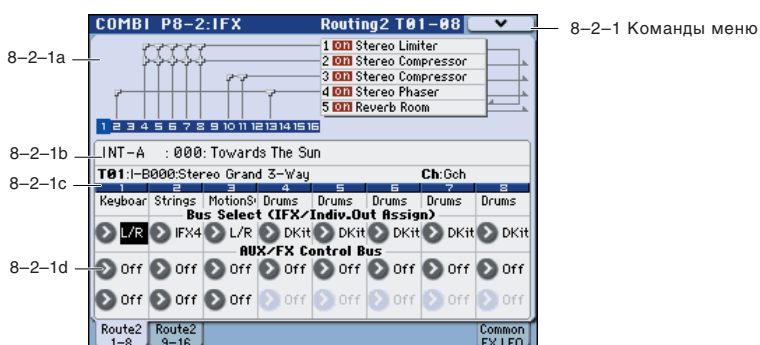 COMBI P8-2:IFX Routing2 T01-08
8–2–1 Команды меню
8–2–1a
1 on Stereo Limiter
2 on Stereo Compressor
3 on Stereo Compressor
4 on Stereo Phaser
5 on Reverb Room
1 2 3 4 5 6 7 8 9 10 11 12 13 14 15 16
8–2–1b
INT-A : 000: Towards The Sun
8–2–1c
T01:I-B000:Stereo Grand 3-Way Ch:Gch
1 2 3 4 5 6 7 8
Keyboar Strings MotionS Drums Drums Drums Drums Drums
Bus Select (IFX/Indiv.Out Assign)
L/R IFX4 L/R DKit DKit DKit DKit DKit
AUX/FX Control Bus
8–2–1d
Off Off Off Off Off Off Off Off
Off Off Off Off Off Off Off Off
Route2 1-8 Route2 9-16 Common FX LFO